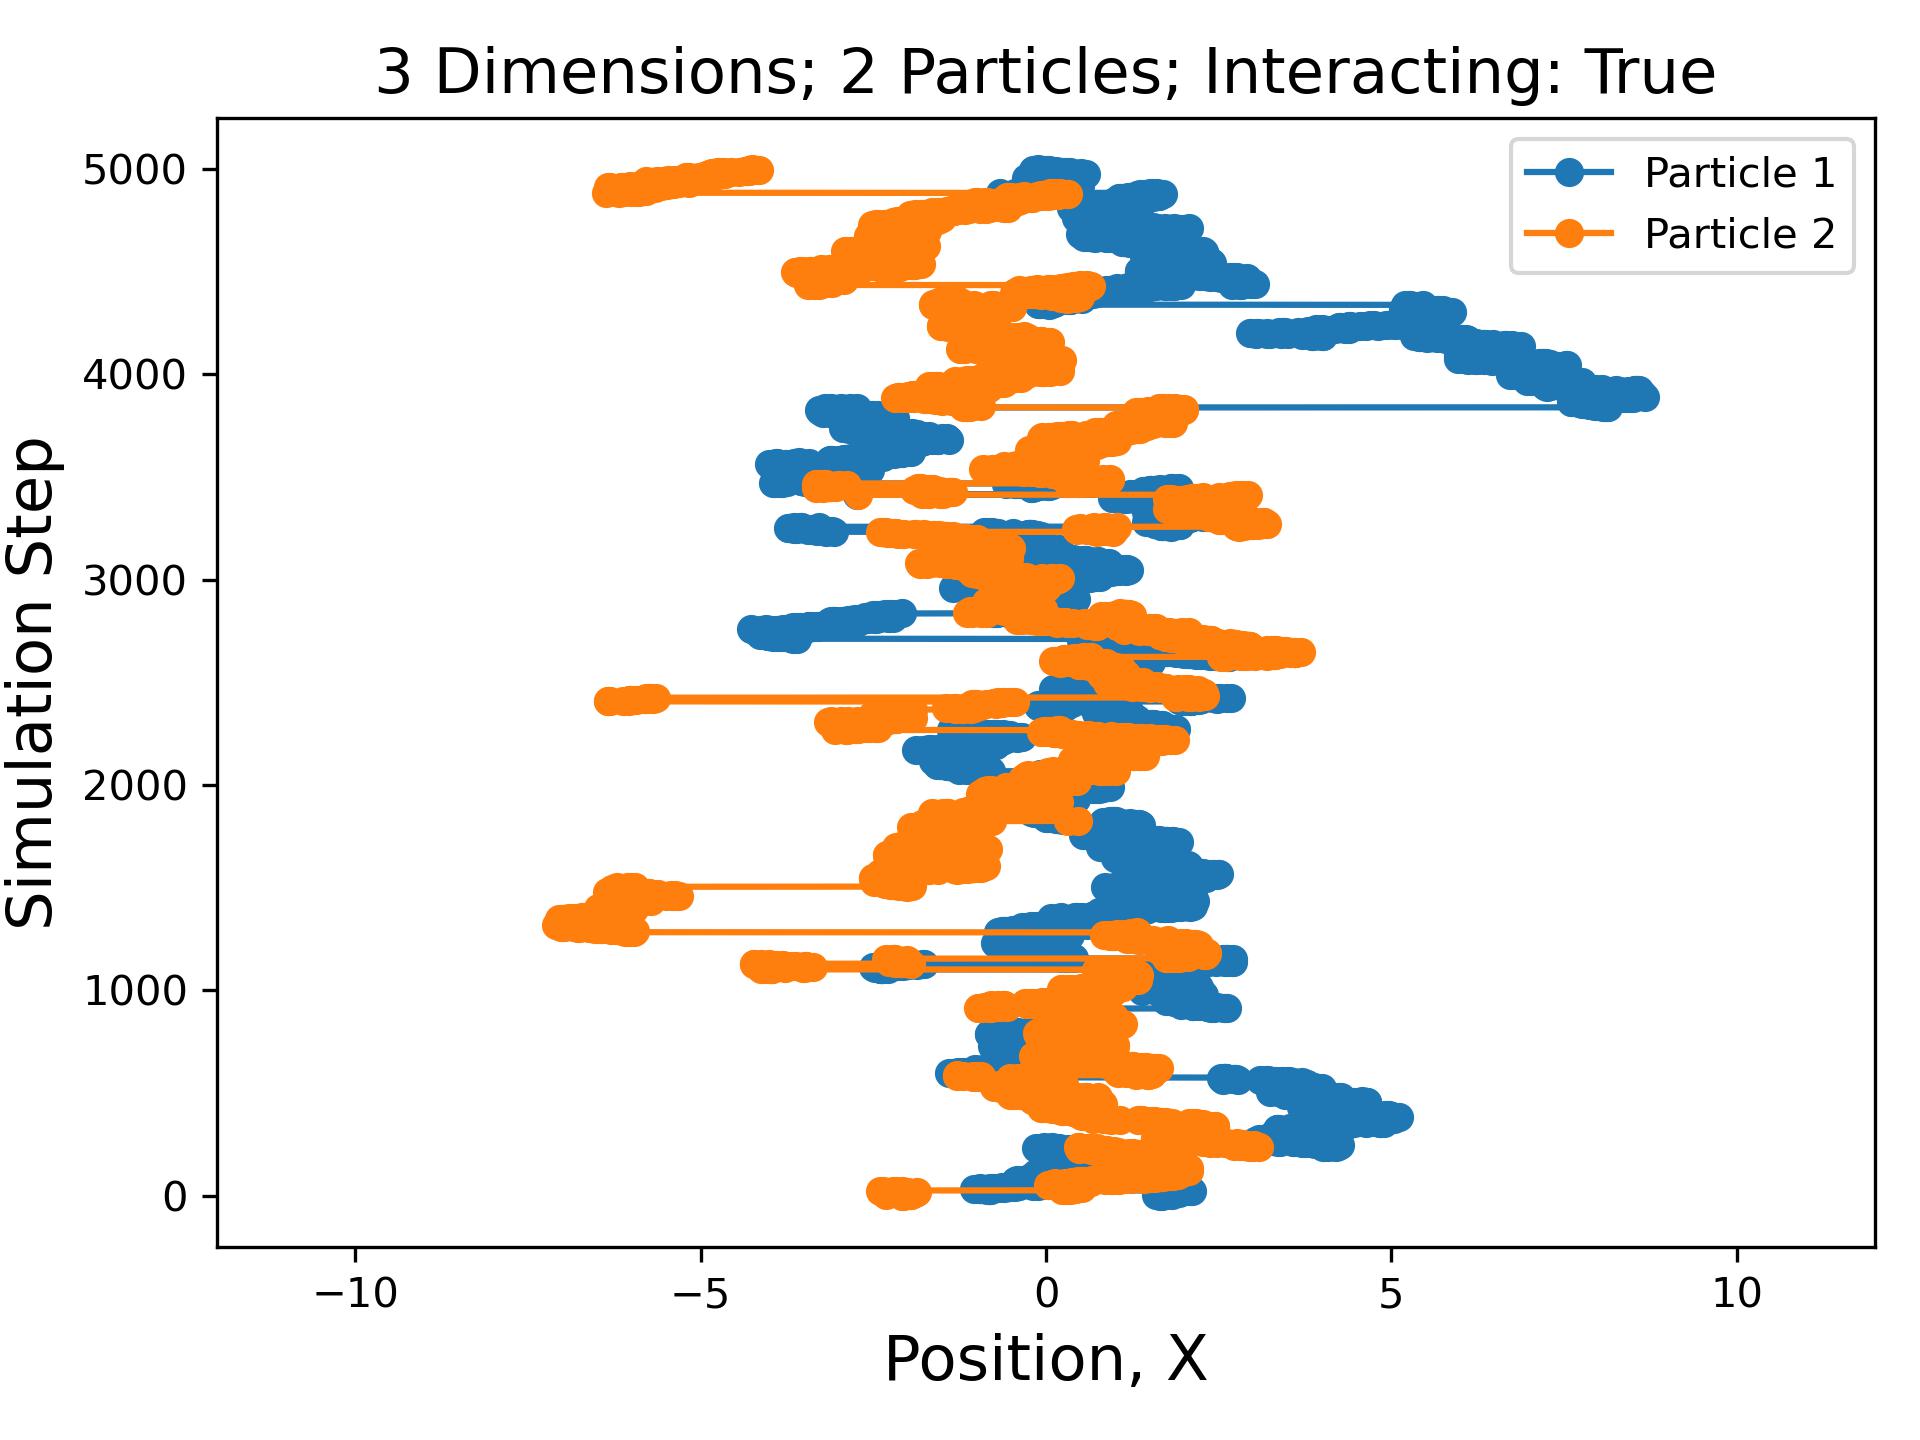 3 Dimensions; 2 Particles; Interacting: True
Particle 1
Particle 2
Simulation Step
5000
4000
3000
2000
1000
0
−10
−5
0
5
10
Position, X